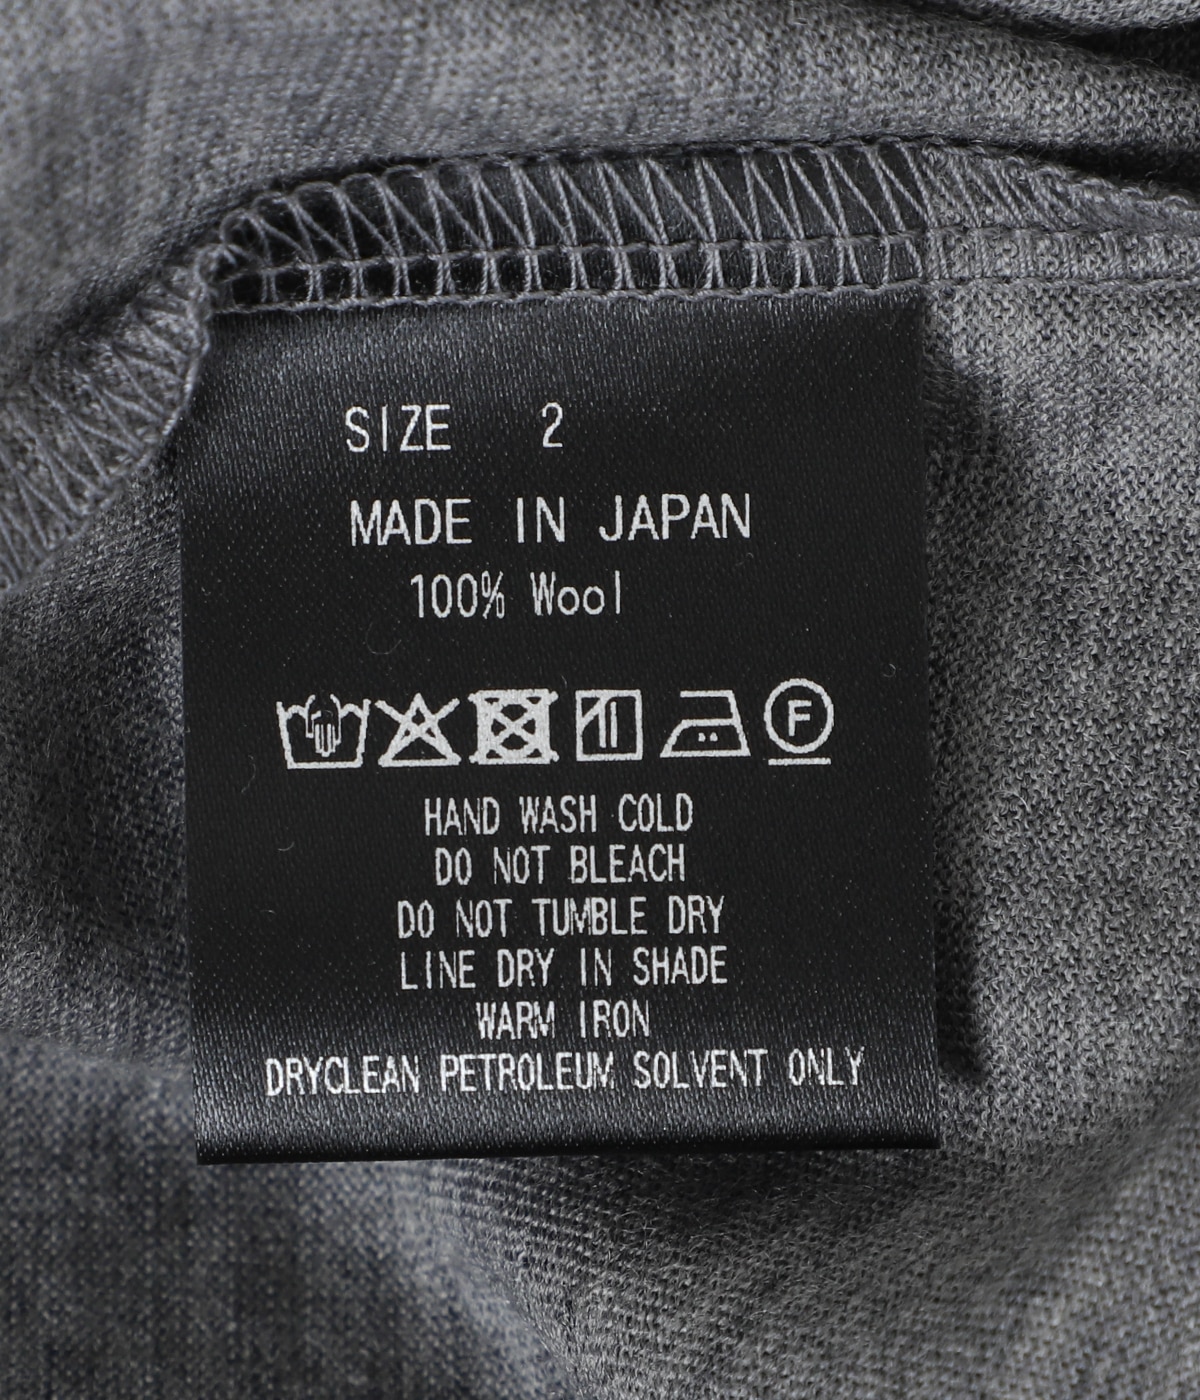 SIZE 2
MADE IN JAPAN
100% Wool
F
HAND WASH COLD
DO NOT BLEACH
DO NOT TUMBLE DRY
LINE DRY IN SHADE
WARM IRON
DRYCLEAN PETROLEUM SOLVENT ONLY